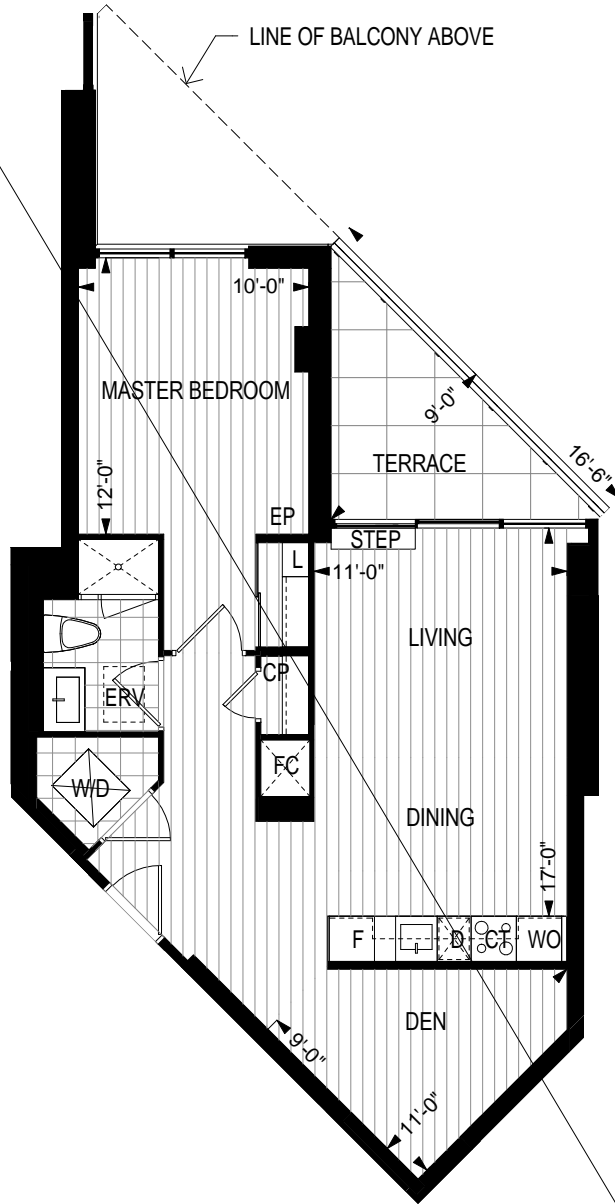 LINE OF BALCONY ABOVE
10'-0"
MASTER BEDROOM
9'-0"
16'-6"
TERRACE
12'-0"
EP
STEP
L
11'-0"
LIVING
CP
ERV
FC
W/D
DINING
17'-0"
F
D
CT
WO
DEN
9'-0"
11'-0"